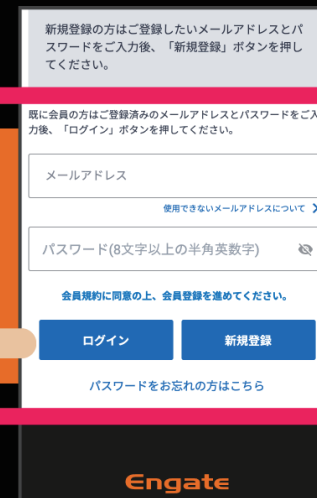 新規登録の方はご登録したいメールアドレスとパ
スワードをご入力後、「新規登録」ボタンを押し
てください。
既に会員の方はご登録済みのメールアドレスとパスワードをご入
力後、「ログイン」ボタンを押してください。
メールアドレス
使用できないメールアドレスについて
パスワード(8文字以上の半角英数字)
会員規約に同意の上、会員登録を進めてください。
ログイン
新規登録
パスワードをお忘れの方はこちら
Engate